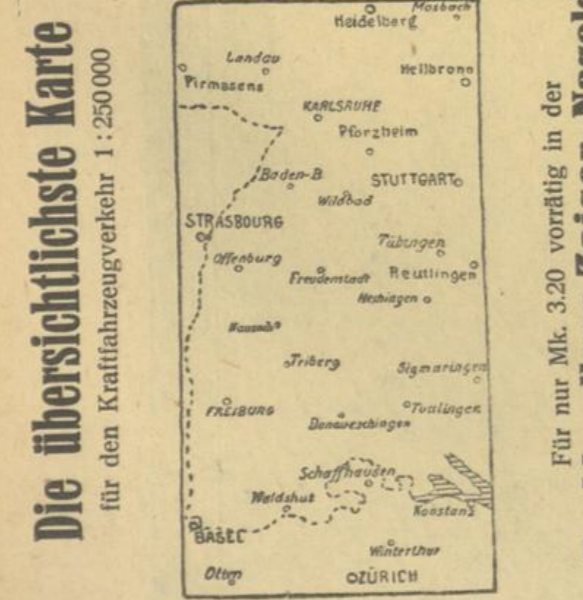 Die übersichtlichste Karte
für den Kraftfahrzeugverkehr 1 : 250 000
Mosbach
Heidelberg
Landau
Heilbronn
Pirmasens
KARLSRUHE
Pforzheim
Baden-B.
STUTTGART
Wildbad
STRASBOURG
Tübingen
Offenburg
Freudenstadt
Reutlingen
Hechingen
Triberg
Sigmaringen
FREIBURG
Tuttlingen
Donaueschingen
Schaffhausen
Waldshut
Konstanz
BASEL
Winterthur
Olten
ZÜRICH
Für nur Mk. 3.20 vorrätig in der